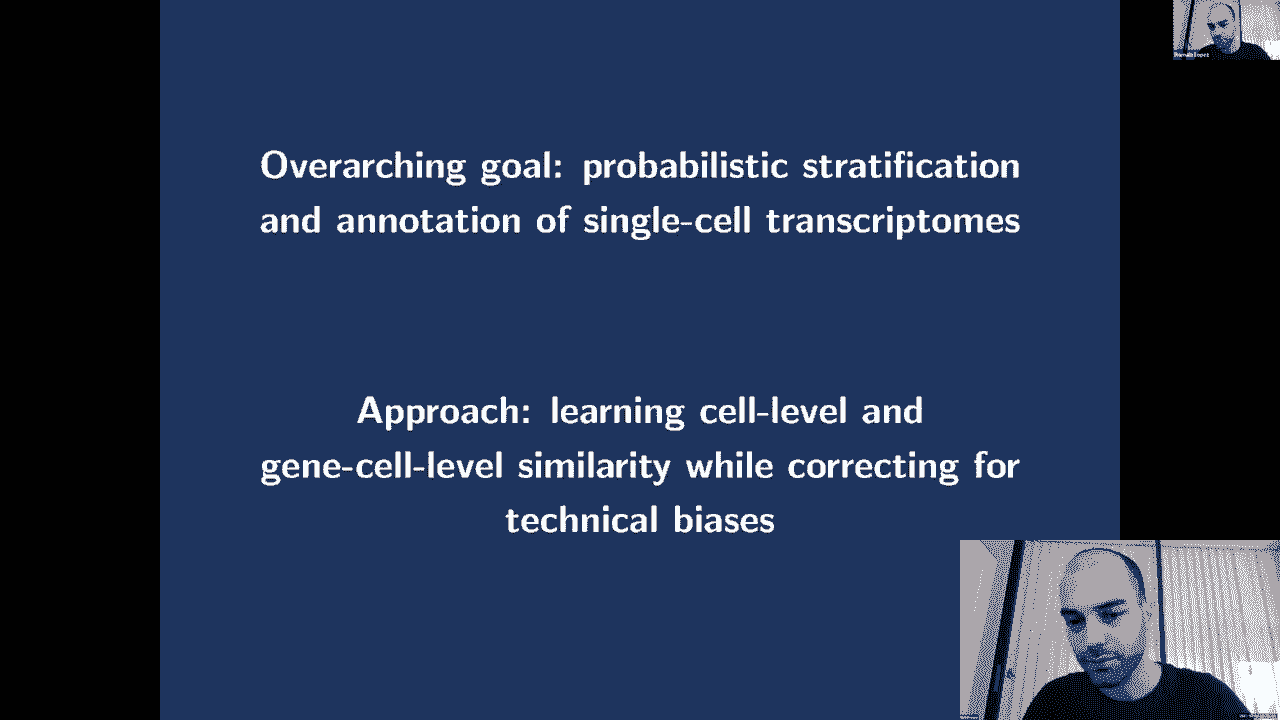 Overarching goal: probabilistic stratification
and annotation of single-cell transcriptomes
Approach: learning cell-level and
gene-cell-level similarity while correcting for
technical biases